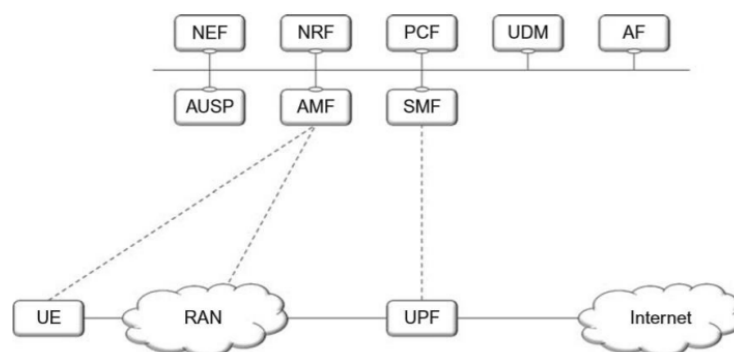 NEF
NRF
PCF
UDM
AF
AUSP
AMF
SMF
UE
RAN
UPF
Internet